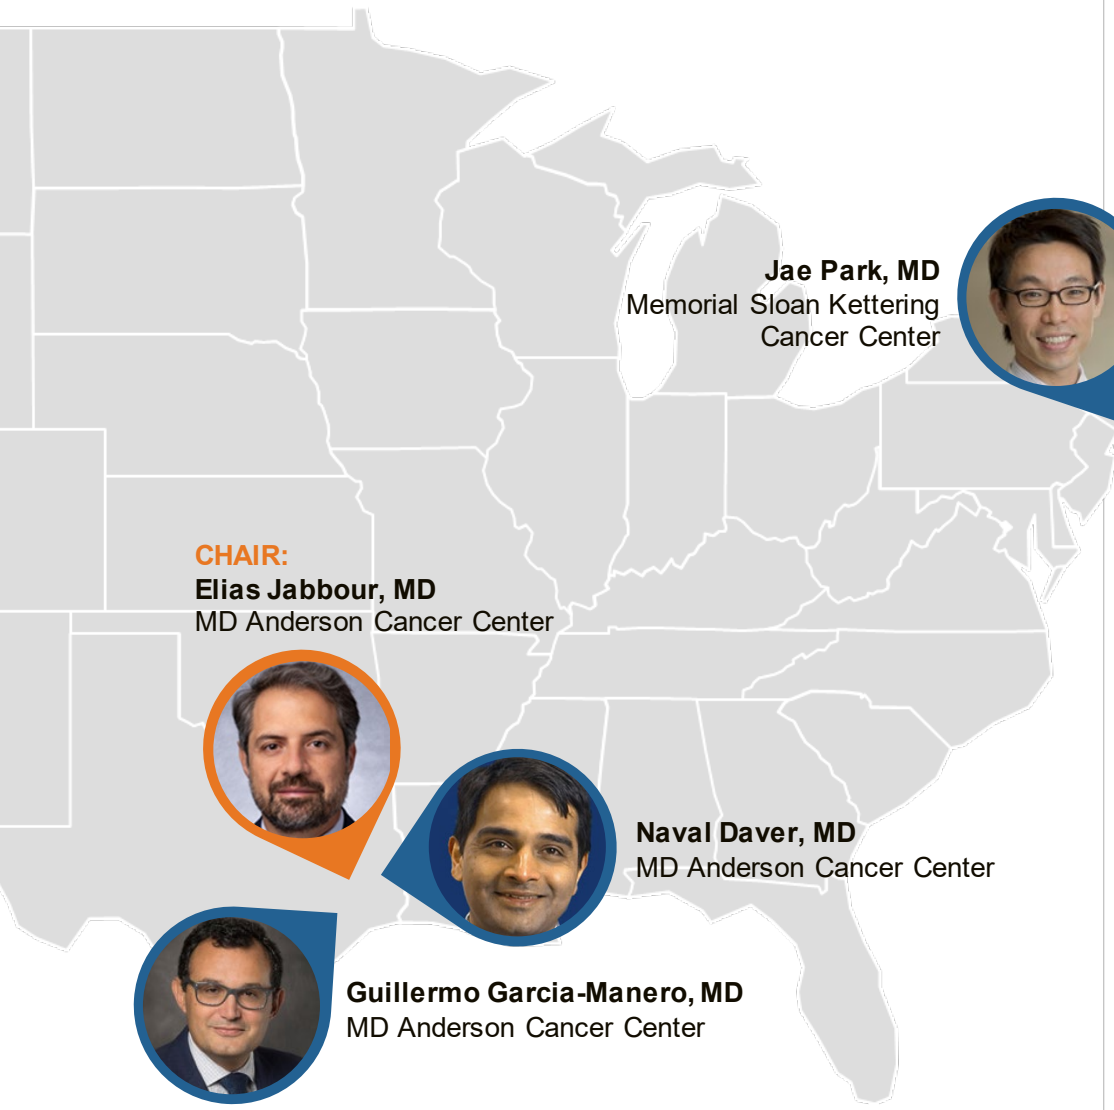 Jae Park, MD
Memorial Sloan Kettering
Cancer Center
CHAIR:
Elias Jabbour, MD
MD Anderson Cancer Center
Naval Daver, MD
MD Anderson Cancer Center
Guillermo Garcia-Manero, MD
MD Anderson Cancer Center